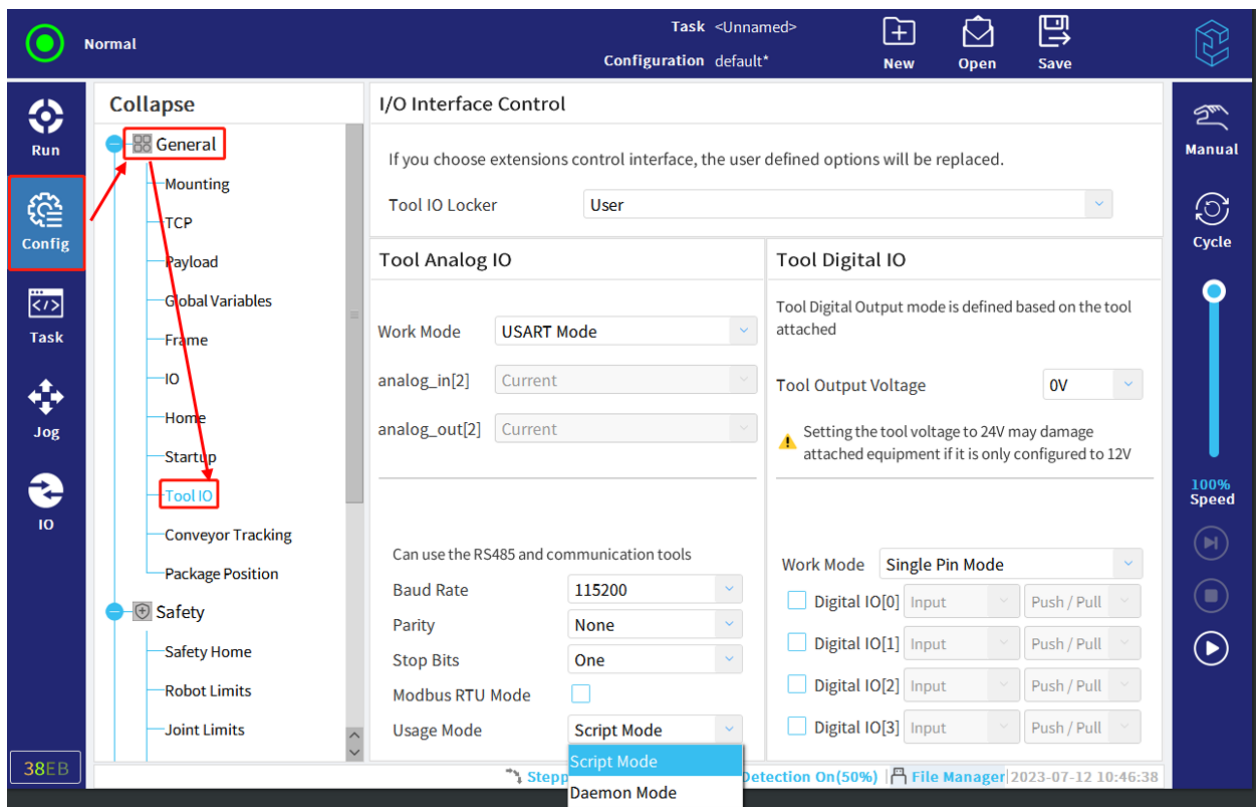 Normal
Task <Unnamed>
Configuration default*
New
Open
Save
Run
Config
Task
Jog
IO
38EB
Collapse
General
Mounting
TCP
Payload
Global Variables
Frame
IO
Home
Startup
Tool IO
Conveyor Tracking
Package Position
Safety
Safety Home
Robot Limits
Joint Limits
I/O Interface Control
If you choose extensions control interface, the user defined options will be replaced.
Tool IO Locker User
Tool Analog IO
Work Mode USART Mode
analog_in[2] Current
analog_out[2] Current
Can use the RS485 and communication tools
Baud Rate 115200
Parity None
Stop Bits One
Modbus RTU Mode
Usage Mode Script Mode
Script Mode
Daemon Mode
Tool Digital IO
Tool Digital Output mode is defined based on the tool
attached
Tool Output Voltage 0V
Setting the tool voltage to 24V may damage
attached equipment if it is only configured to 12V
Work Mode Single Pin Mode
Digital IO[0] Input Push / Pull
Digital IO[1] Input Push / Pull
Digital IO[2] Input Push / Pull
Digital IO[3] Input Push / Pull
Manual
Cycle
100%
Speed
On(50%) File Manager 2023-07-12 10:46:38